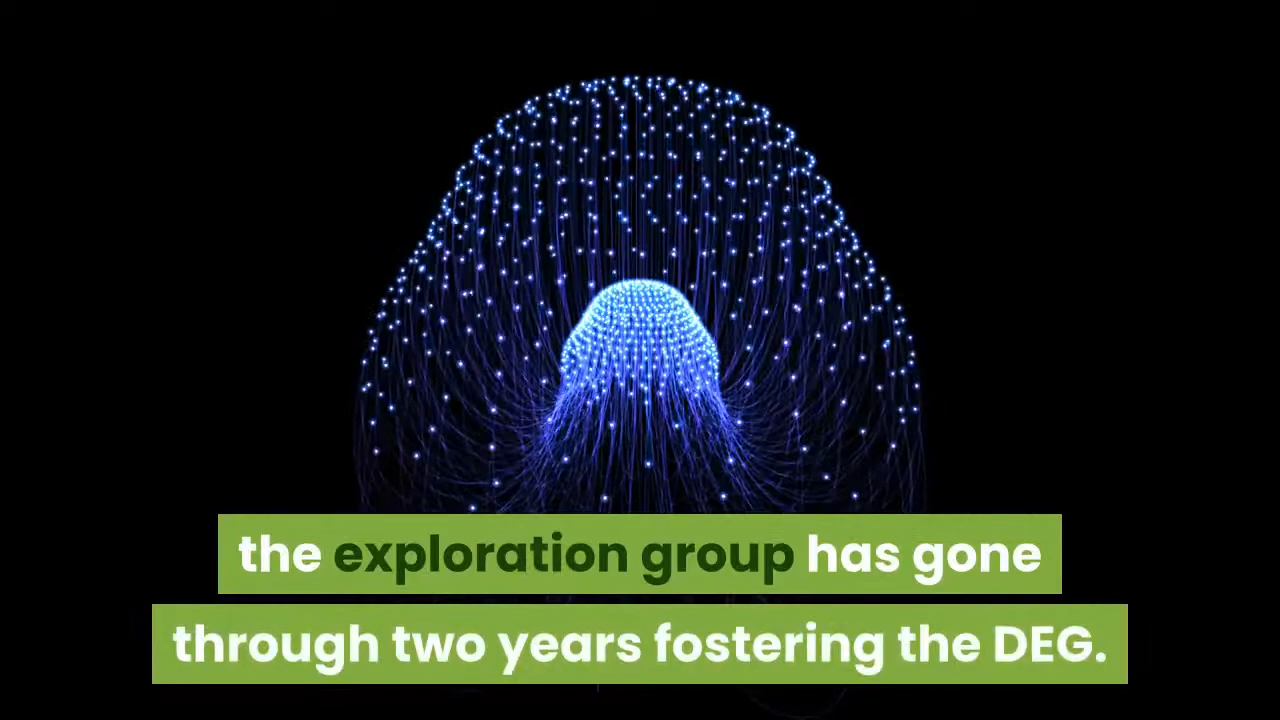 the exploration group has gone
through two years fostering the DEG.